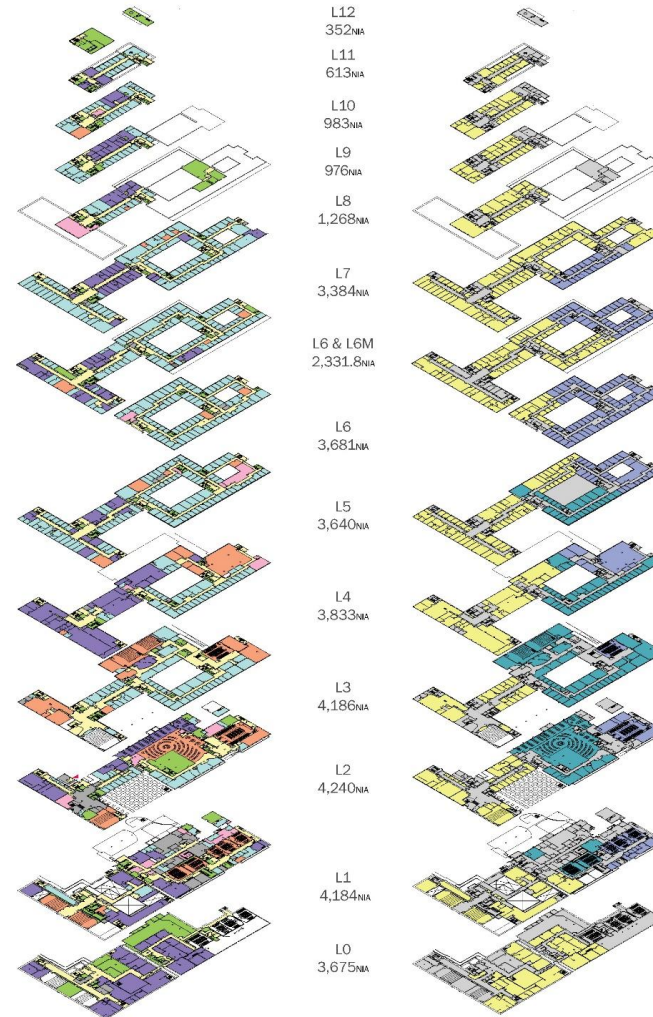 L12
352NIA
L11
613NIA
L10
983NIA
L9
976NIA
L8
1,268NIA
L7
3,384NIA
L6 & L6M
2,331.8NIA
L6
3,681NIA
L5
3,640NIA
L4
3,833NIA
L3
4,186NIA
L2
4,240NIA
L1
4,184NIA
L0
3,675NIA